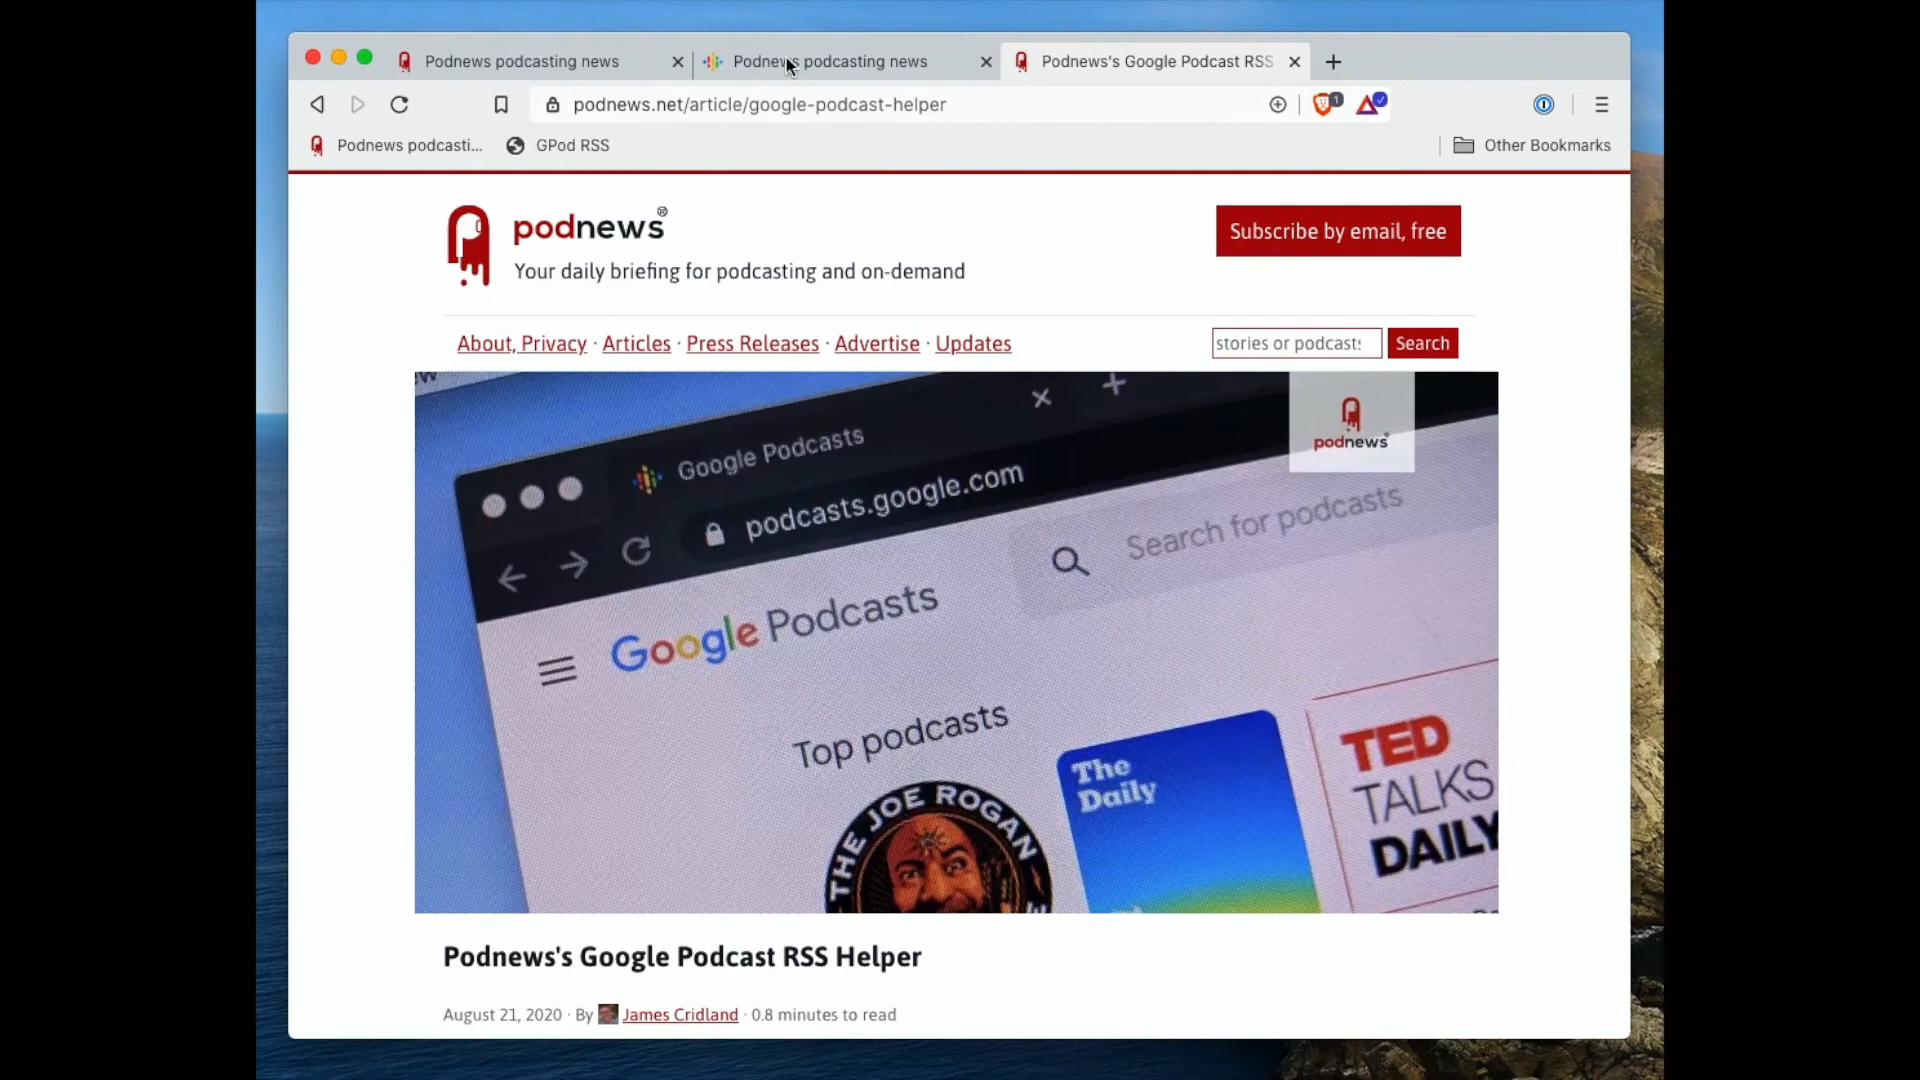 Podnews podcasting news
Podnews podcasting news
Podnews's Google Podcast RSS
podnews.net/article/google-podcast-helper
1
Podnews podcasti...
GPod RSS
Other Bookmarks
podnews®
Your daily briefing for podcasting and on-demand
Subscribe by email, free
About, Privacy · Articles · Press Releases · Advertise · Updates
stories or podcasts
Search
Google Podcasts
podcasts.google.com
podnews
Search for podcasts
Google Podcasts
Top podcasts
THE JOE ROGAN
The
Daily
TED
TALKS
DAILY
Podnews's Google Podcast RSS Helper
August 21, 2020 · By James Cridland · 0.8 minutes to read